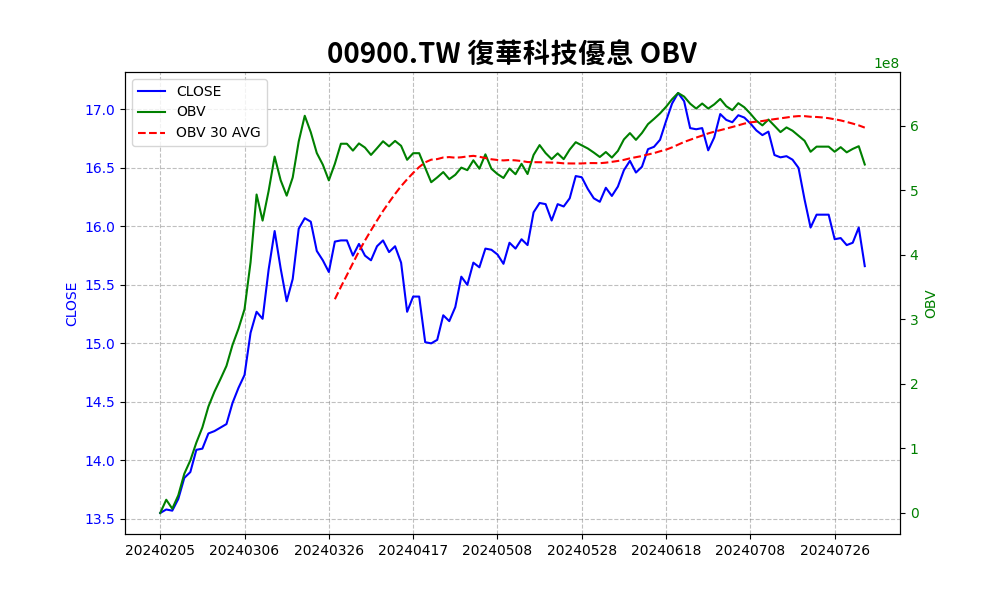 00900.TW 復華科技優息 OBV
1e8
CLOSE
OBV
OBV 30 AVG
17.0
16.5
16.0
15.5
15.0
14.5
14.0
13.5
CLOSE
6
5
4
3
2
1
0
OBV
20240205 20240306 20240326 20240417 20240508 20240528 20240618 20240708 20240726